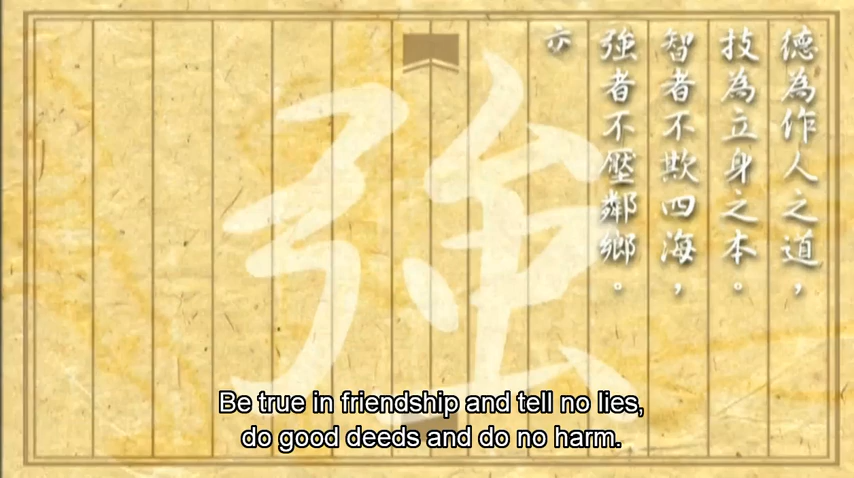 德為作人之道，
技為立身之本。
智者不欺四海，
強者不壓鄰鄉。
強
Be true in friendship and tell no lies,
do good deeds and do no harm.